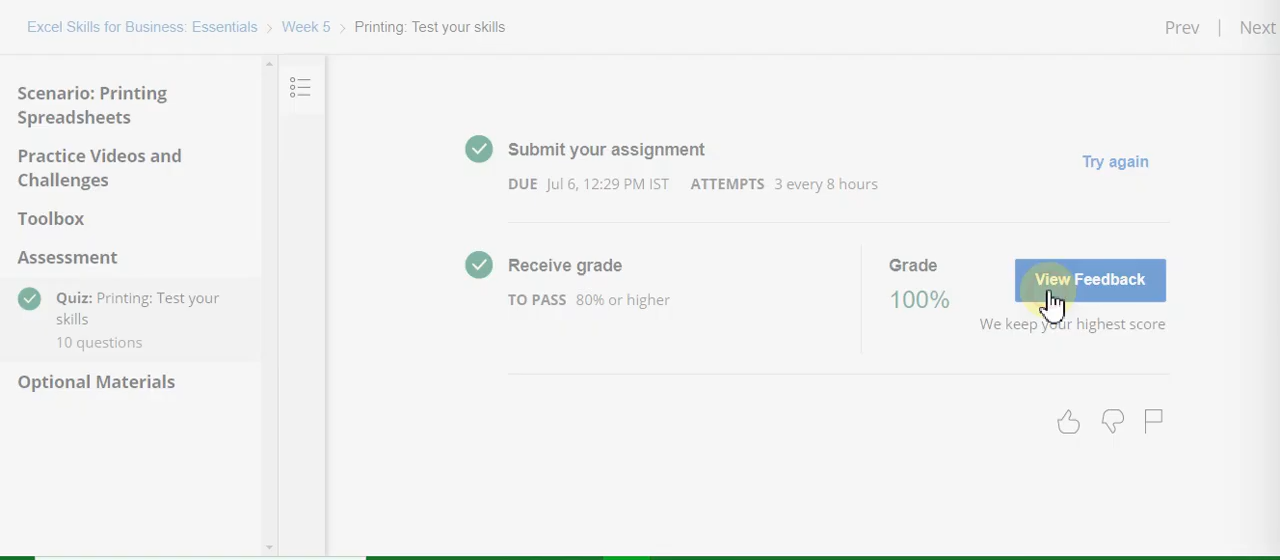 Excel Skills for Business: Essentials > Week 5 > Printing: Test your skills
Prev | Next
Scenario: Printing
Spreadsheets
Practice Videos and
Challenges
Toolbox
Assessment
Quiz: Printing: Test your
skills
10 questions
Optional Materials
Submit your assignment
DUE Jul 6, 12:29 PM IST ATTEMPTS 3 every 8 hours
Try again
Receive grade
TO PASS 80% or higher
Grade
100%
View Feedback
We keep your highest score